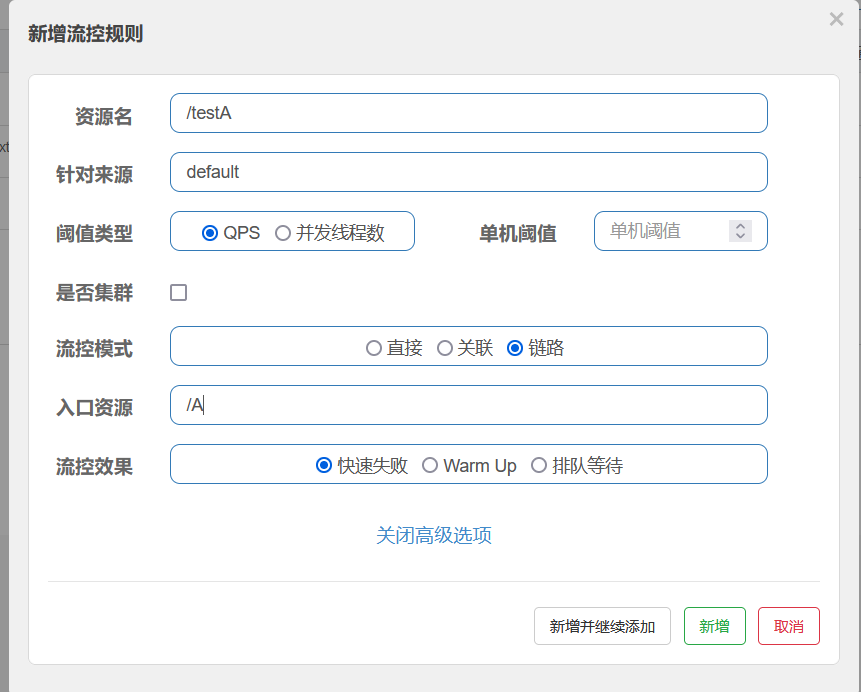 新增流控规则
×
资源名 /testA
针对来源 default
阈值类型 QPS 并发线程数 单机阈值 单机阈值
是否集群
流控模式 直接 关联 链路
入口资源 /A
流控效果 快速失败 Warm Up 排队等待
关闭高级选项
新增并继续添加 新增 取消
xt